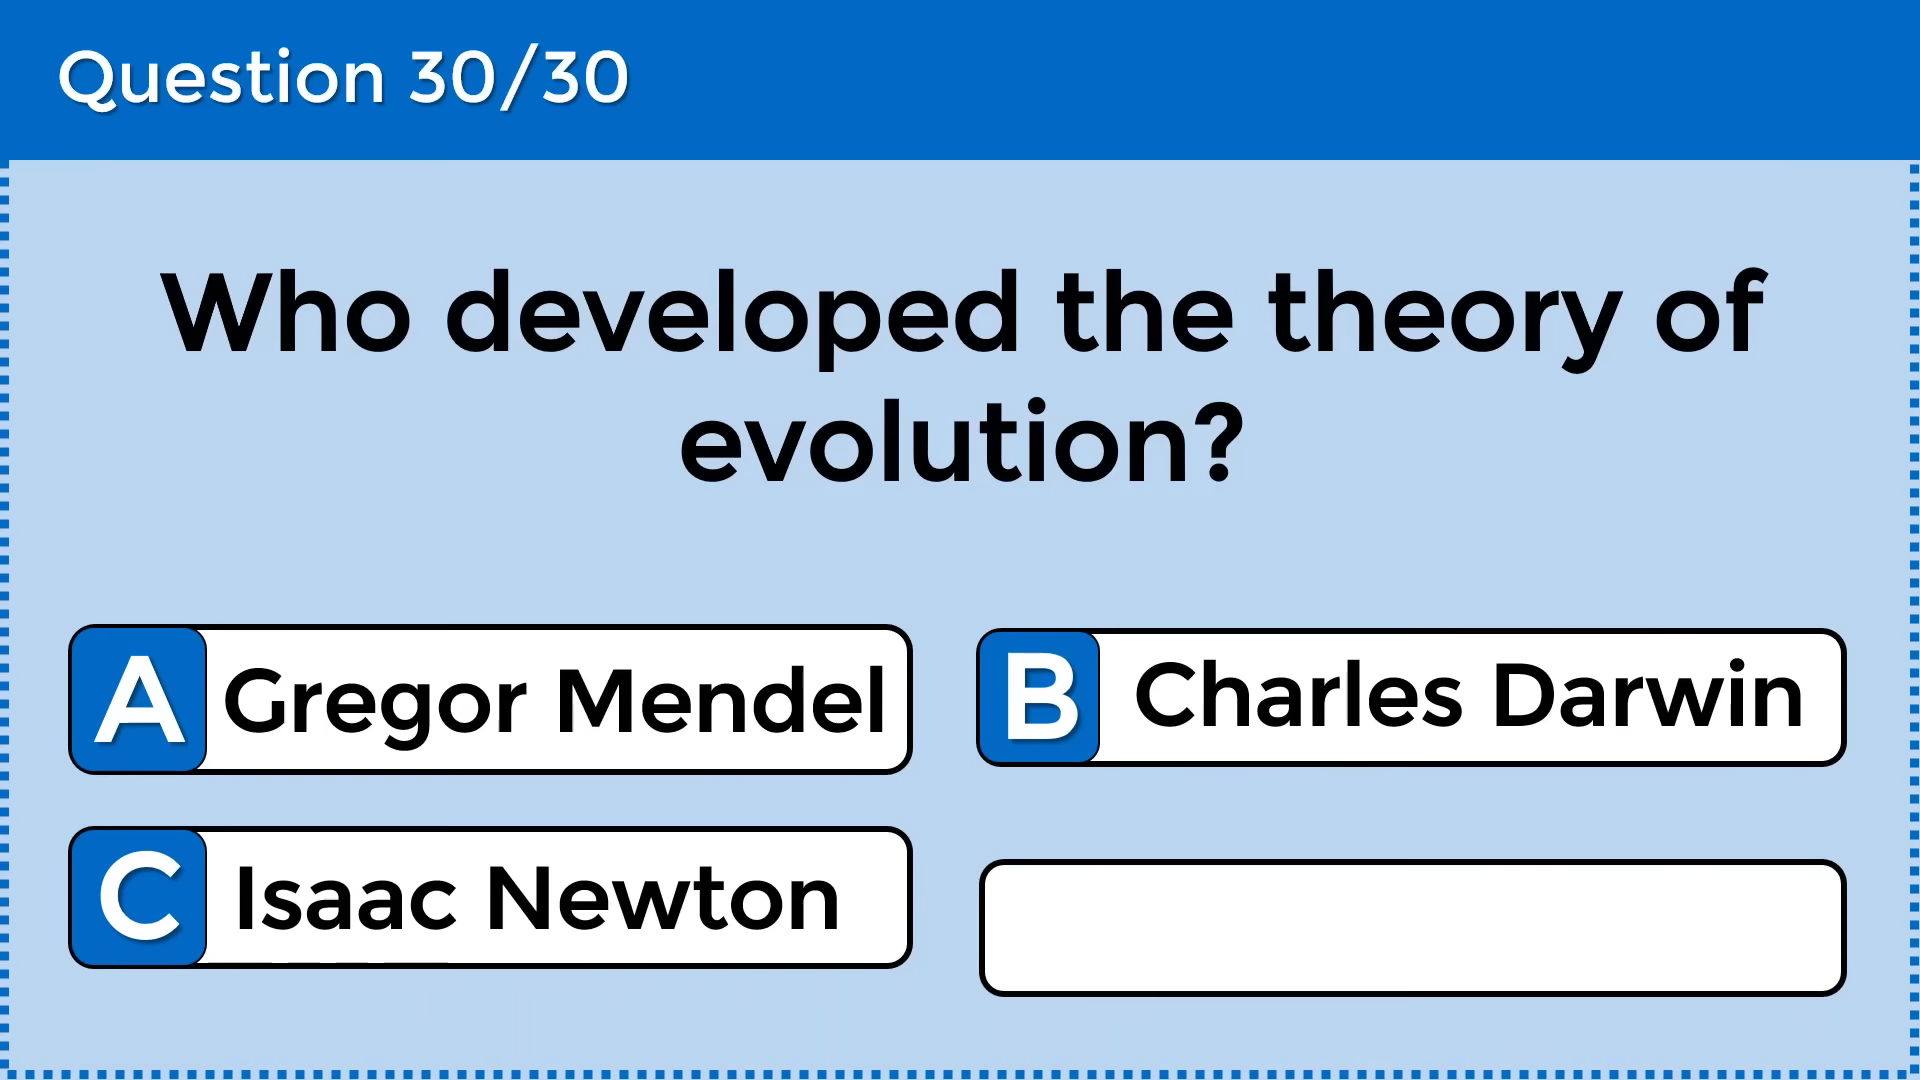 Question 30/30
Who developed the theory of
evolution?
A Gregor Mendel
B Charles Darwin
C Isaac Newton